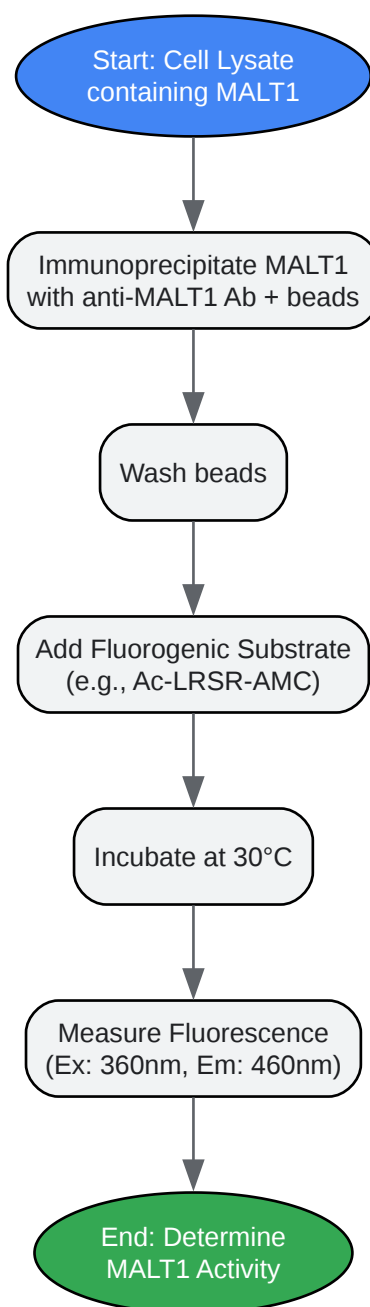 Start: Cell Lysate
containing MALT1
Immunoprecipitate MALT1
with anti-MALT1 Ab + beads
Wash beads
Add Fluorogenic Substrate
(e.g., Ac-LRSR-AMC)
Incubate at 30°C
Measure Fluorescence
(Ex: 360nm, Em: 460nm)
End: Determine
MALT1 Activity